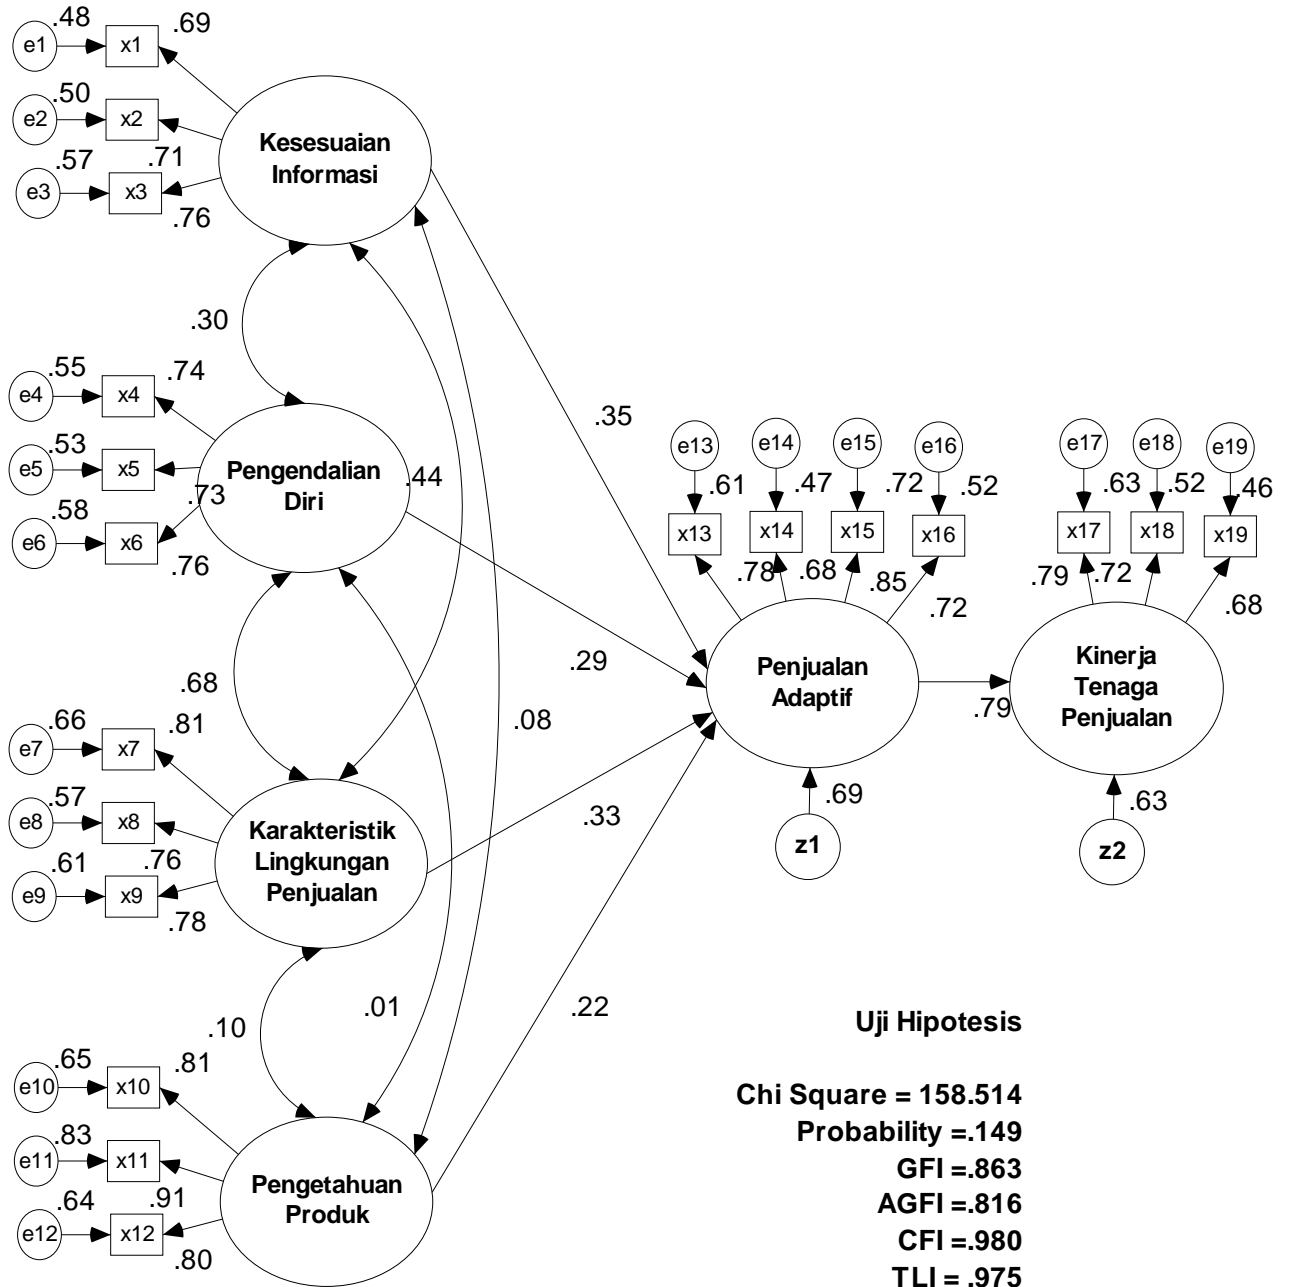 .48
.69
e1
x1
.50
e2
x2
.57
.71
e3
x3
.76
Kesesuaian
Informasi
.30
.55
.74
e4
x4
.53
e5
x5
.73
.58
e6
x6
.76
Pengendalian
Diri
.44
.35
.29
.68
.66
.81
e7
x7
.57
e8
x8
.76
.61
e9
x9
.78
Karakteristik
Lingkungan
Penjualan
.08
.33
.10
.01
.22
.65
.81
e10
x10
.83
e11
x11
.91
.64
e12
x12
.80
Pengetahuan
Produk
e13
e14
e15
e16
.61
.47
.72
.52
x13
x14
x15
x16
.78
.68
.85
.72
Penjualan
Adaptif
.69
z1
.79
e17
e18
e19
.63
.52
.46
x17
x18
x19
.79
.72
.68
Kinerja
Tenaga
Penjualan
.63
z2
Uji Hipotesis
Chi Square = 158.514
Probability =.149
GFI =.863
AGFI =.816
CFI =.980
TLI = .975